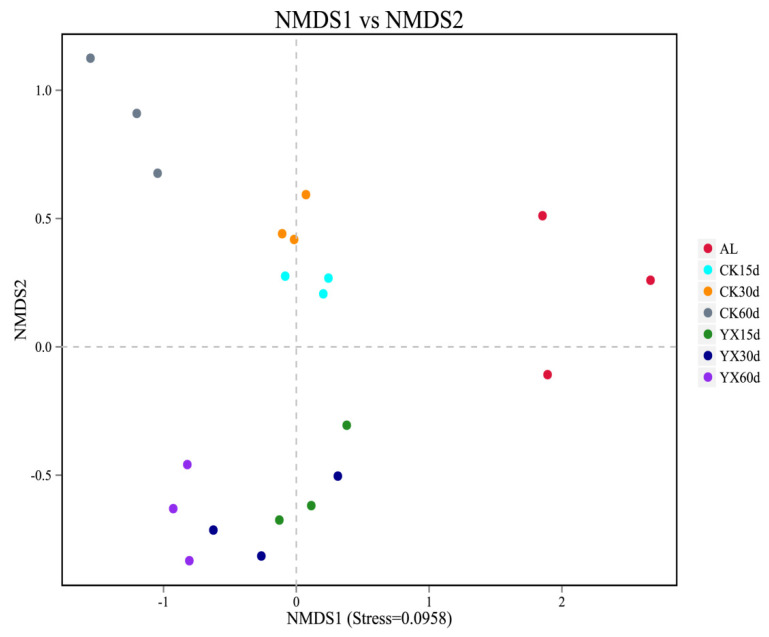 NMDS1 vs NMDS2
1.0
0.5
0.0
-0.5
NMDS2
-1
0
1
2
NMDS1 (Stress=0.0958)
AL
CK15d
CK30d
CK60d
YX15d
YX30d
YX60d